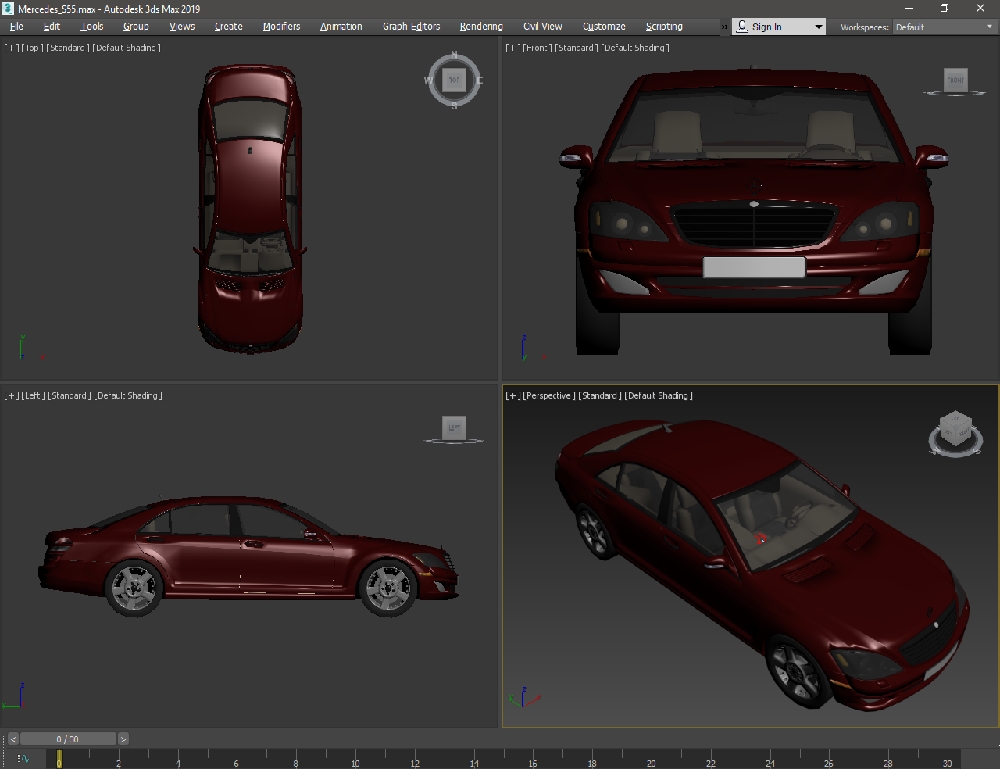 Mercedes_S55.max - Autodesk 3ds Max 2019
File Edit Tools Group Views Create Modifiers Animation Graph Editors Rendering Civil View Customize Scripting » Sign In Workspaces: Default
[+] [Top] [Standard] [Default Shading]
N
W TOP E
S
[+] [Front] [Standard] [Default Shading]
FRONT
[+] [Left] [Standard] [Default Shading]
LEFT
[+] [Perspective] [Standard] [Default Shading]
< 0 / 30 >
0 2 4 6 8 10 12 14 16 18 20 22 24 26 28 30